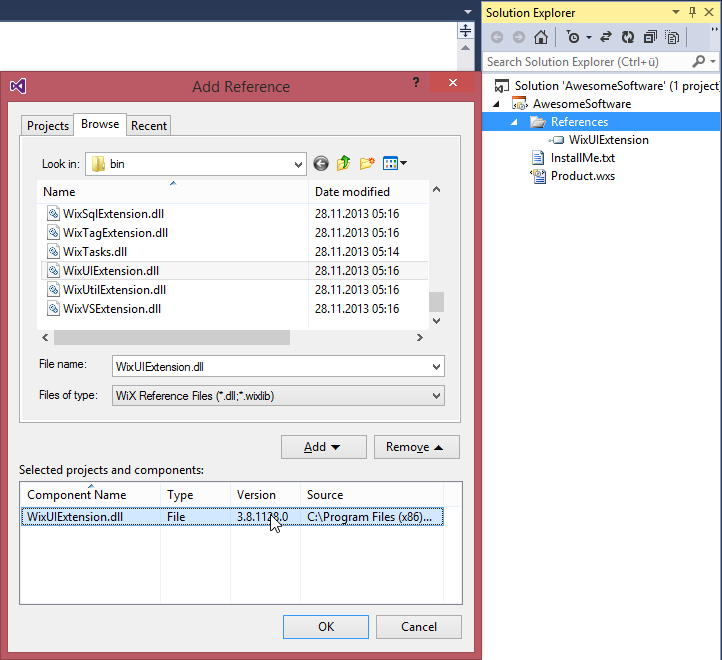 Add Reference
?
Projects Browse Recent
Look in: bin
Name Date modified
WixSqlExtension.dll 28.11.2013 05:16
WixTagExtension.dll 28.11.2013 05:16
WixTasks.dll 28.11.2013 05:14
WixUIExtension.dll 28.11.2013 05:16
WixUtilExtension.dll 28.11.2013 05:16
WixVSExtension.dll 28.11.2013 05:16
File name: WixUIExtension.dll
Files of type: WiX Reference Files (*.dll;*.wixlib)
Add Remove
Selected projects and components:
Component Name Type Version Source
WixUIExtension.dll File 3.8.1128.0 C:\Program Files (x86)...
OK Cancel
Solution Explorer
Search Solution Explorer (Ctrl+ü)
Solution 'AwesomeSoftware' (1 project
AwesomeSoftware
References
WixUIExtension
InstallMe.txt
Product.wxs